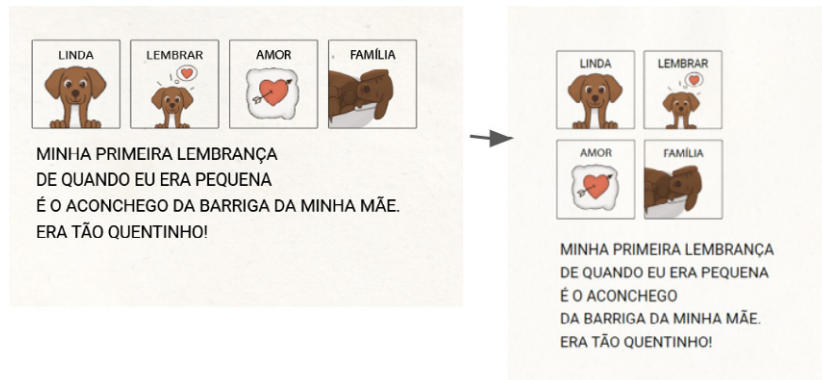 LINDA LEMBRAR AMOR FAMÍLIA
MINHA PRIMEIRA LEMBRANÇA
DE QUANDO EU ERA PEQUENA
É O ACONCHEGO DA BARRIGA DA MINHA MÃE.
ERA TÃO QUENTINHO!
LINDA LEMBRAR
AMOR FAMÍLIA
MINHA PRIMEIRA LEMBRANÇA
DE QUANDO EU ERA PEQUENA
É O ACONCHEGO
DA BARRIGA DA MINHA MÃE.
ERA TÃO QUENTINHO!